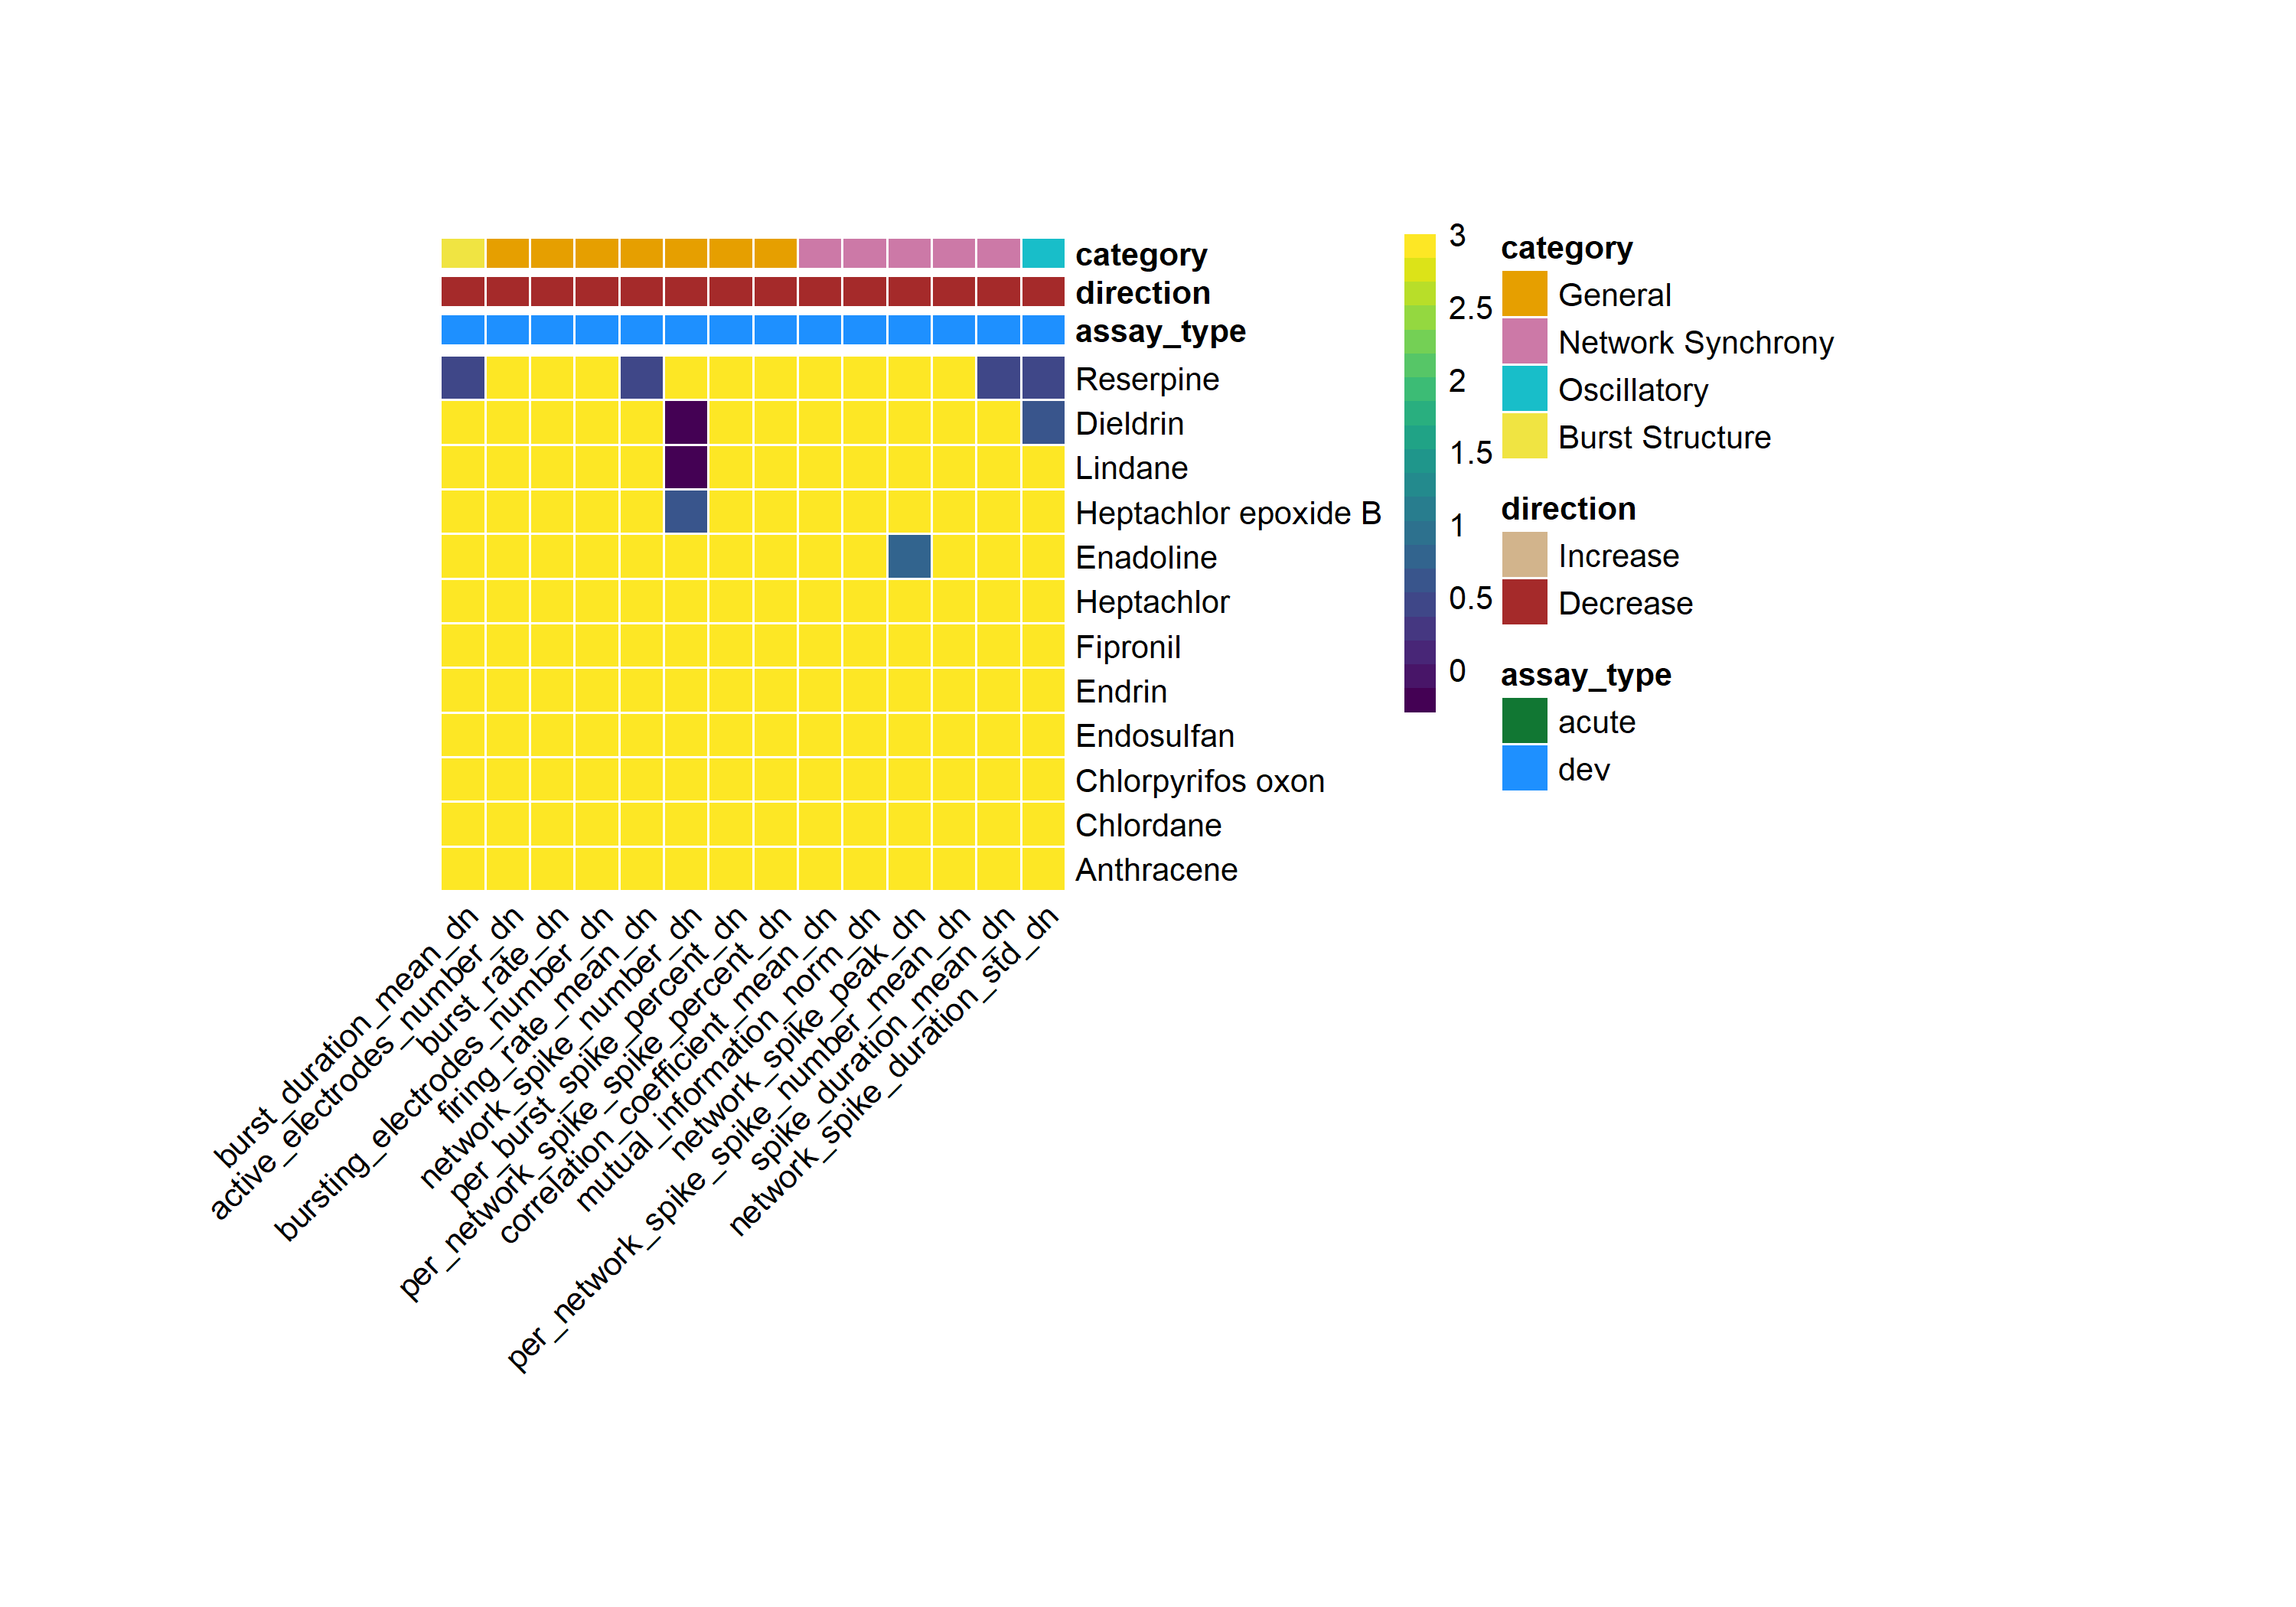 category
direction
assay_type
Reserpine
Dieldrin
Lindane
Heptachlor epoxide B
Enadoline
Heptachlor
Fipronil
Endrin
Endosulfan
Chlorpyrifos oxon
Chlordane
Anthracene
burst_duration_mean_dn
active_electrodes_number_dn
burst_rate_dn
bursting_electrodes_number_dn
firing_rate_mean_dn
network_spike_number_dn
per_burst_spike_percent_dn
per_network_spike_spike_percent_dn
correlation_coefficient_mean_dn
mutual_information_norm_dn
network_spike_peak_dn
per_network_spike_spike_number_mean_dn
spike_duration_mean_dn
network_spike_duration_std_dn
3
2.5
2
1.5
1
0.5
0
category
General
Network Synchrony
Oscillatory
Burst Structure
direction
Increase
Decrease
assay_type
acute
dev